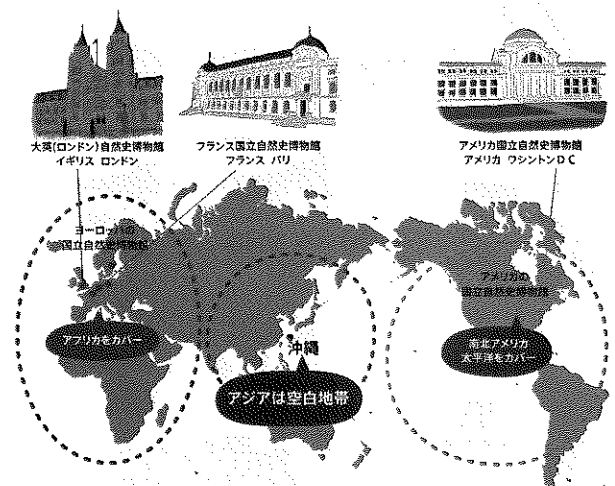 大英(ロンドン)自然史博物館
イギリス ロンドン
フランス国立自然史博物館
フランス パリ
アメリカ国立自然史博物館
アメリカ ワシントンDC
ヨーロッパの
国立自然史博物館
アフリカをカバー
沖縄
アジアは空白地帯
アメリカの
国立自然史博物館
南北アメリカ
太平洋をカバー